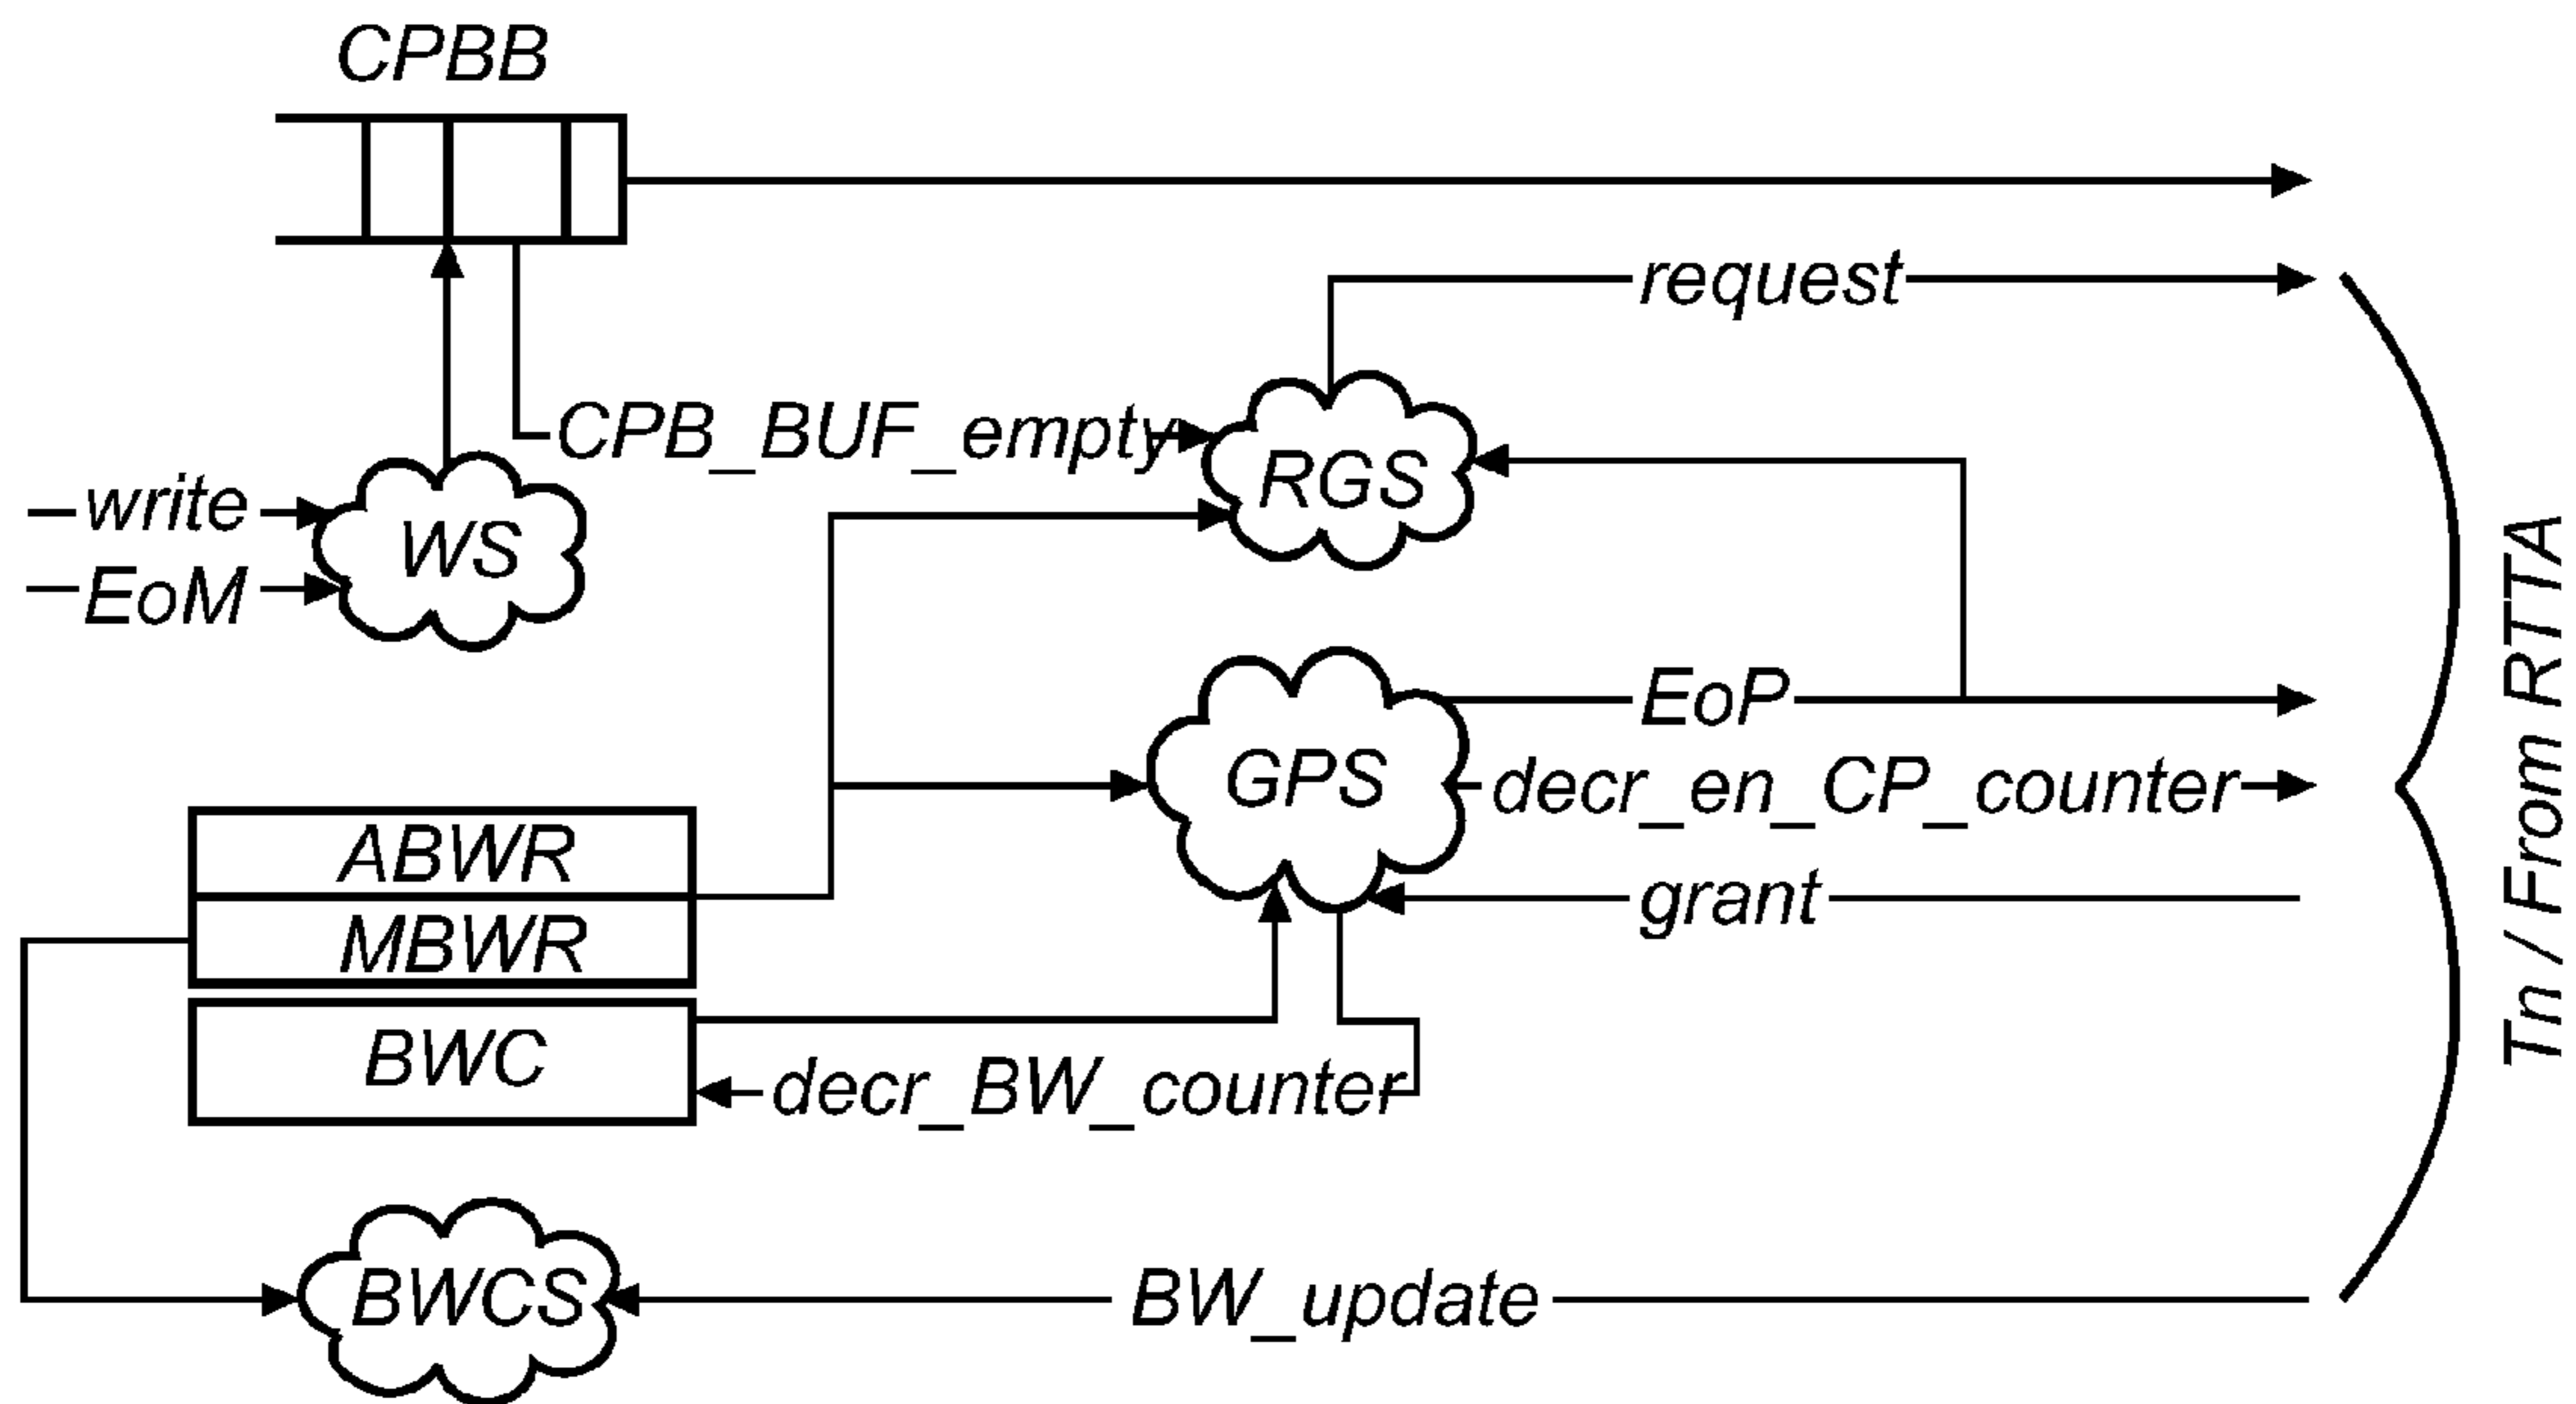 CPBB
request
CPB_BUF_empty
RGS
write
WS
EoM
EoP
GPS
decr_en_CP_counter
ABWR
grant
MBWR
BWC
decr_BW_counter
BWCS
BW_update
Tn / From RTTA